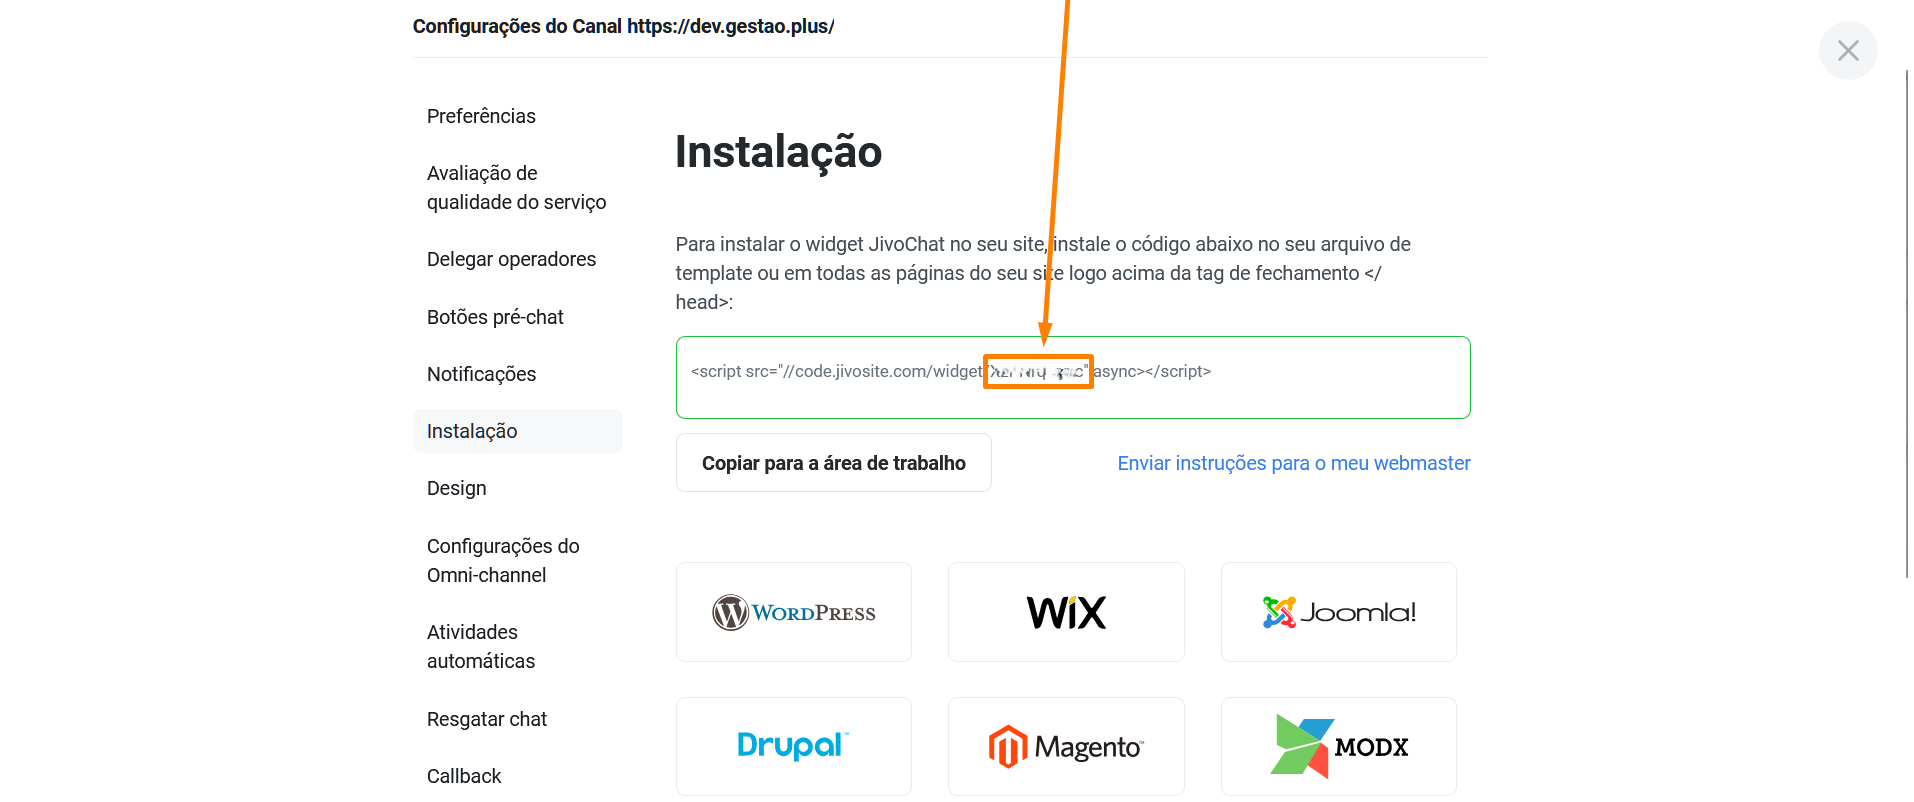 Configurações do Canal https://dev.gestao.plus/
Preferências
Avaliação de
qualidade do serviço
Delegar operadores
Botões pré-chat
Notificações
Instalação
Design
Configurações do
Omni-channel
Atividades
automáticas
Resgatar chat
Callback
Instalação
Para instalar o widget JivoChat no seu site, instale o código abaixo no seu arquivo de
template ou em todas as páginas do seu site logo acima da tag de fechamento </
head>:
<script src="//code.jivosite.com/widget/ async></script>
Copiar para a área de trabalho
Enviar instruções para o meu webmaster
WORDPRESS
WiX
Joomla!
Drupal™
Magento™
MODX